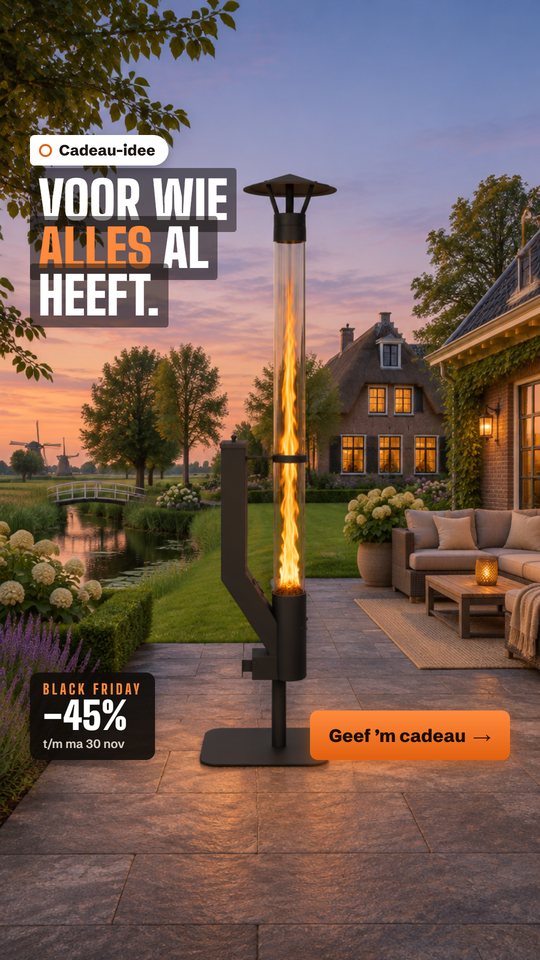 Cadeau-idee
VOOR WIE
ALLES AL
HEEFT.
BLACK FRIDAY
–45%
t/m ma 30 nov
Geef ’m cadeau →